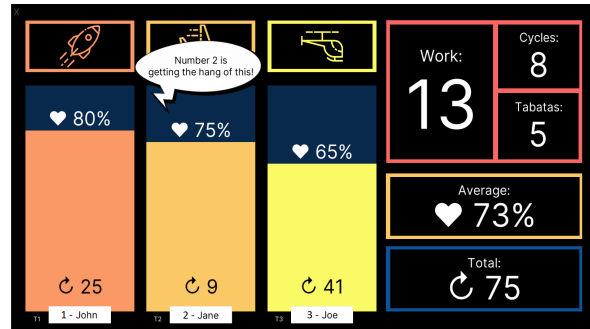 X
Number 2 is
getting the hang of this!
80%
75%
65%
25
9
41
T1
1 - John
T2
2 - Jane
T3
3 - Joe
Work:
13
Cycles:
8
Tabatas:
5
Average:
73%
Total:
75